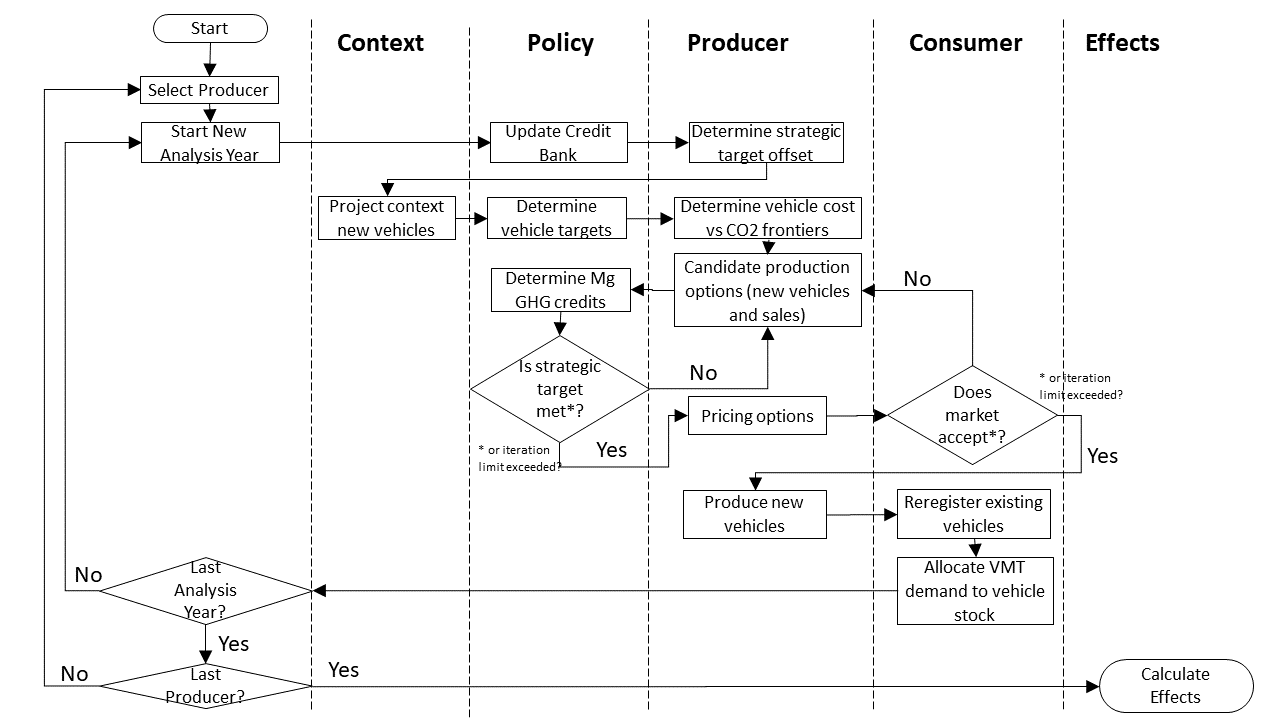 Start
Context
Policy
Producer
Consumer
Effects
Select Producer
Start New
Analysis Year
Update Credit
Bank
Determine strategic
target offset
Project context
new vehicles
Determine
vehicle targets
Determine vehicle cost
vs CO2 frontiers
Determine Mg
GHG credits
Candidate production
options (new vehicles
and sales)
No
Is strategic
target
met*?
No
* or iteration
limit exceeded?
Yes
Pricing options
Does
market
accept*?
* or iteration
limit exceeded?
Yes
Produce new
vehicles
Reregister existing
vehicles
Allocate VMT
demand to vehicle
stock
Last
Analysis
Year?
No
Yes
Last
Producer?
No
Yes
Calculate
Effects